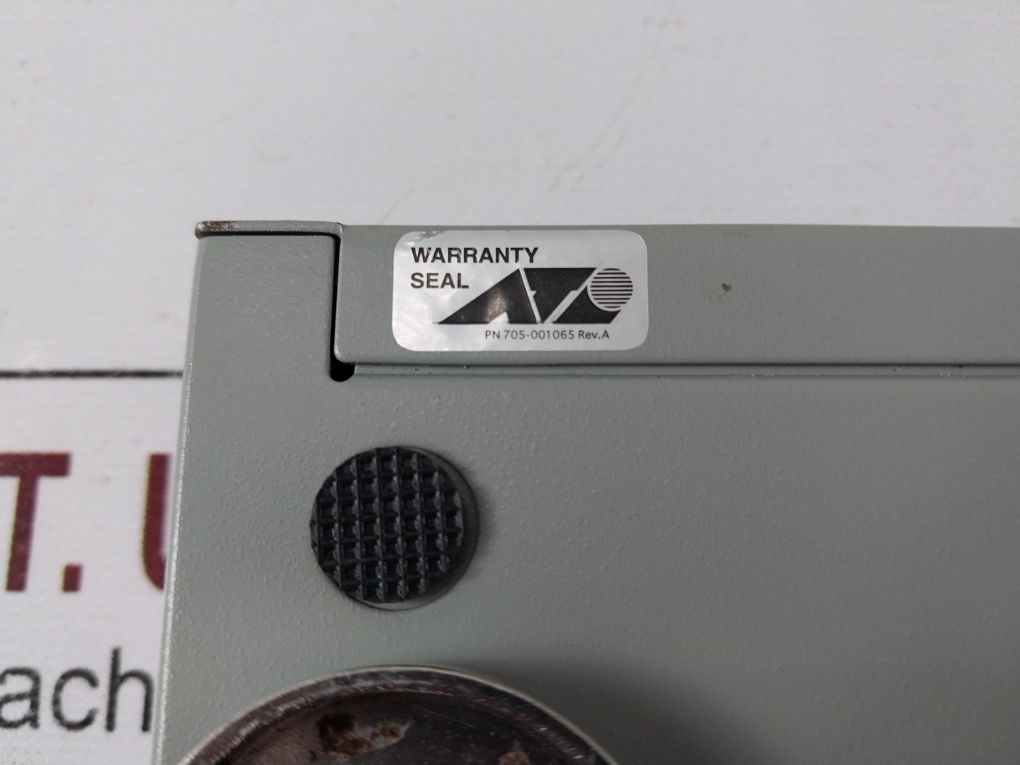 WARRANTY
SEAL
PN 705-001065 Rev.A
T. U
ach